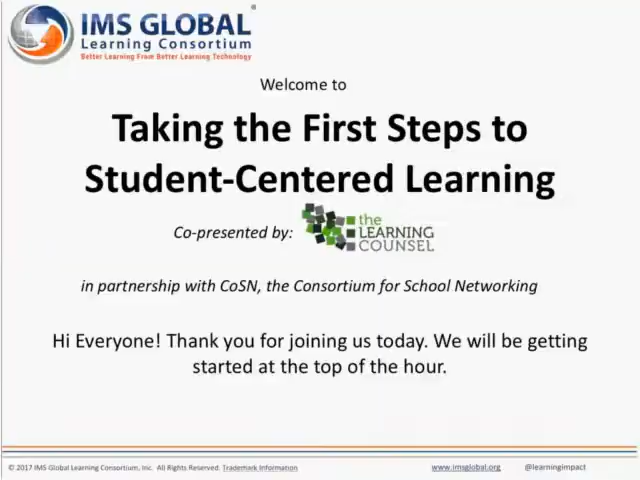 IMS GLOBAL®
Learning Consortium
Better Learning From Better Learning Technology
Welcome to
Taking the First Steps to
Student-Centered Learning
Co-presented by:
the
LEARNING
COUNSEL
in partnership with CoSN, the Consortium for School Networking
Hi Everyone! Thank you for joining us today. We will be getting
started at the top of the hour.
© 2017 IMS Global Learning Consortium, Inc. All Rights Reserved. Trademark Information
www.imsglobal.org @learningimpact